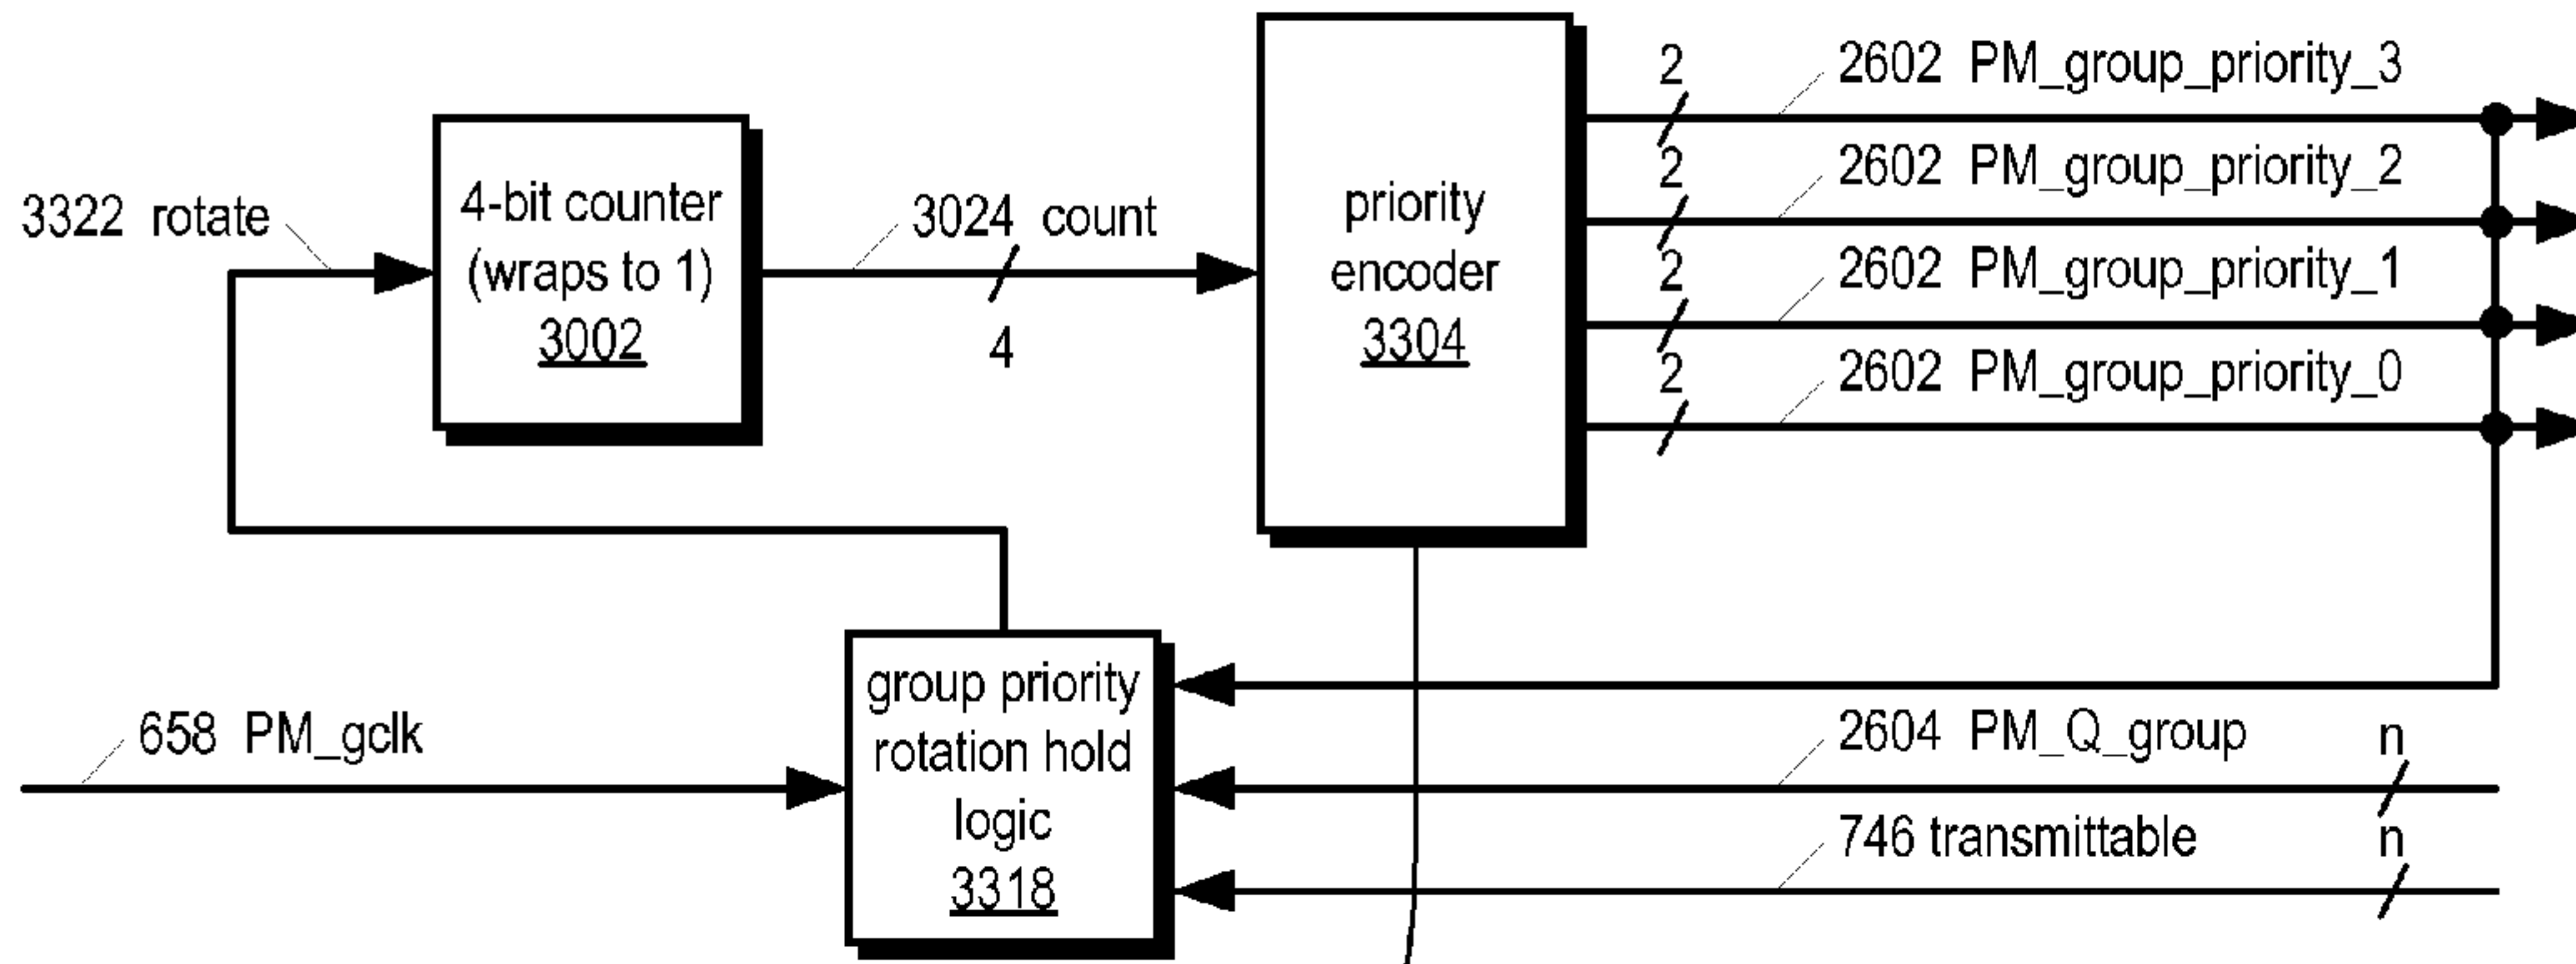 2
2602 PM_group_priority_3
2
2602 PM_group_priority_2
3322 rotate
4-bit counter
(wraps to 1)
3002
3024 count
4
priority
encoder
3304
2
2602 PM_group_priority_1
2
2602 PM_group_priority_0
658 PM_gclk
group priority
rotation hold
logic
3318
2604 PM_Q_group
n
746 transmittable
n